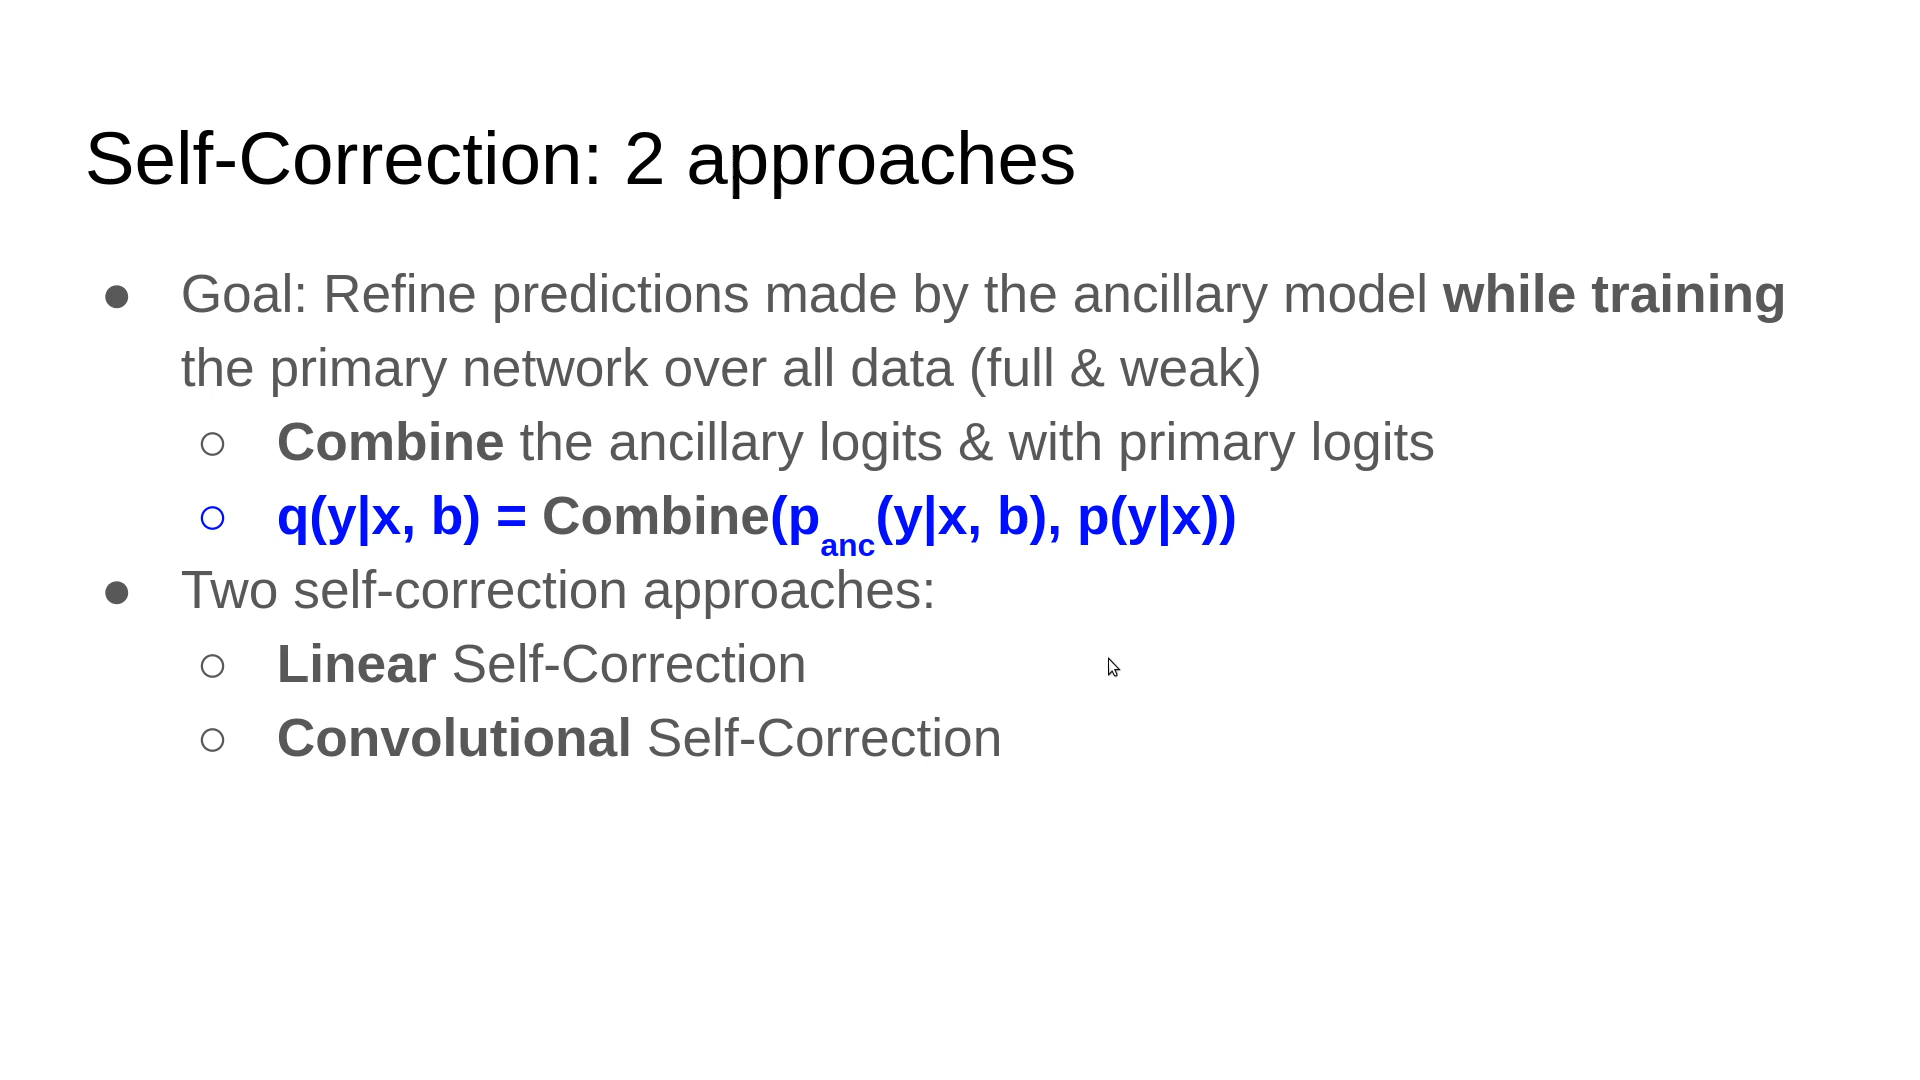 Self-Correction: 2 approaches
● Goal: Refine predictions made by the ancillary model while training
the primary network over all data (full & weak)
○ Combine the ancillary logits & with primary logits
○ q(y|x, b) = Combine(p_anc(y|x, b), p(y|x))
● Two self-correction approaches:
○ Linear Self-Correction
○ Convolutional Self-Correction